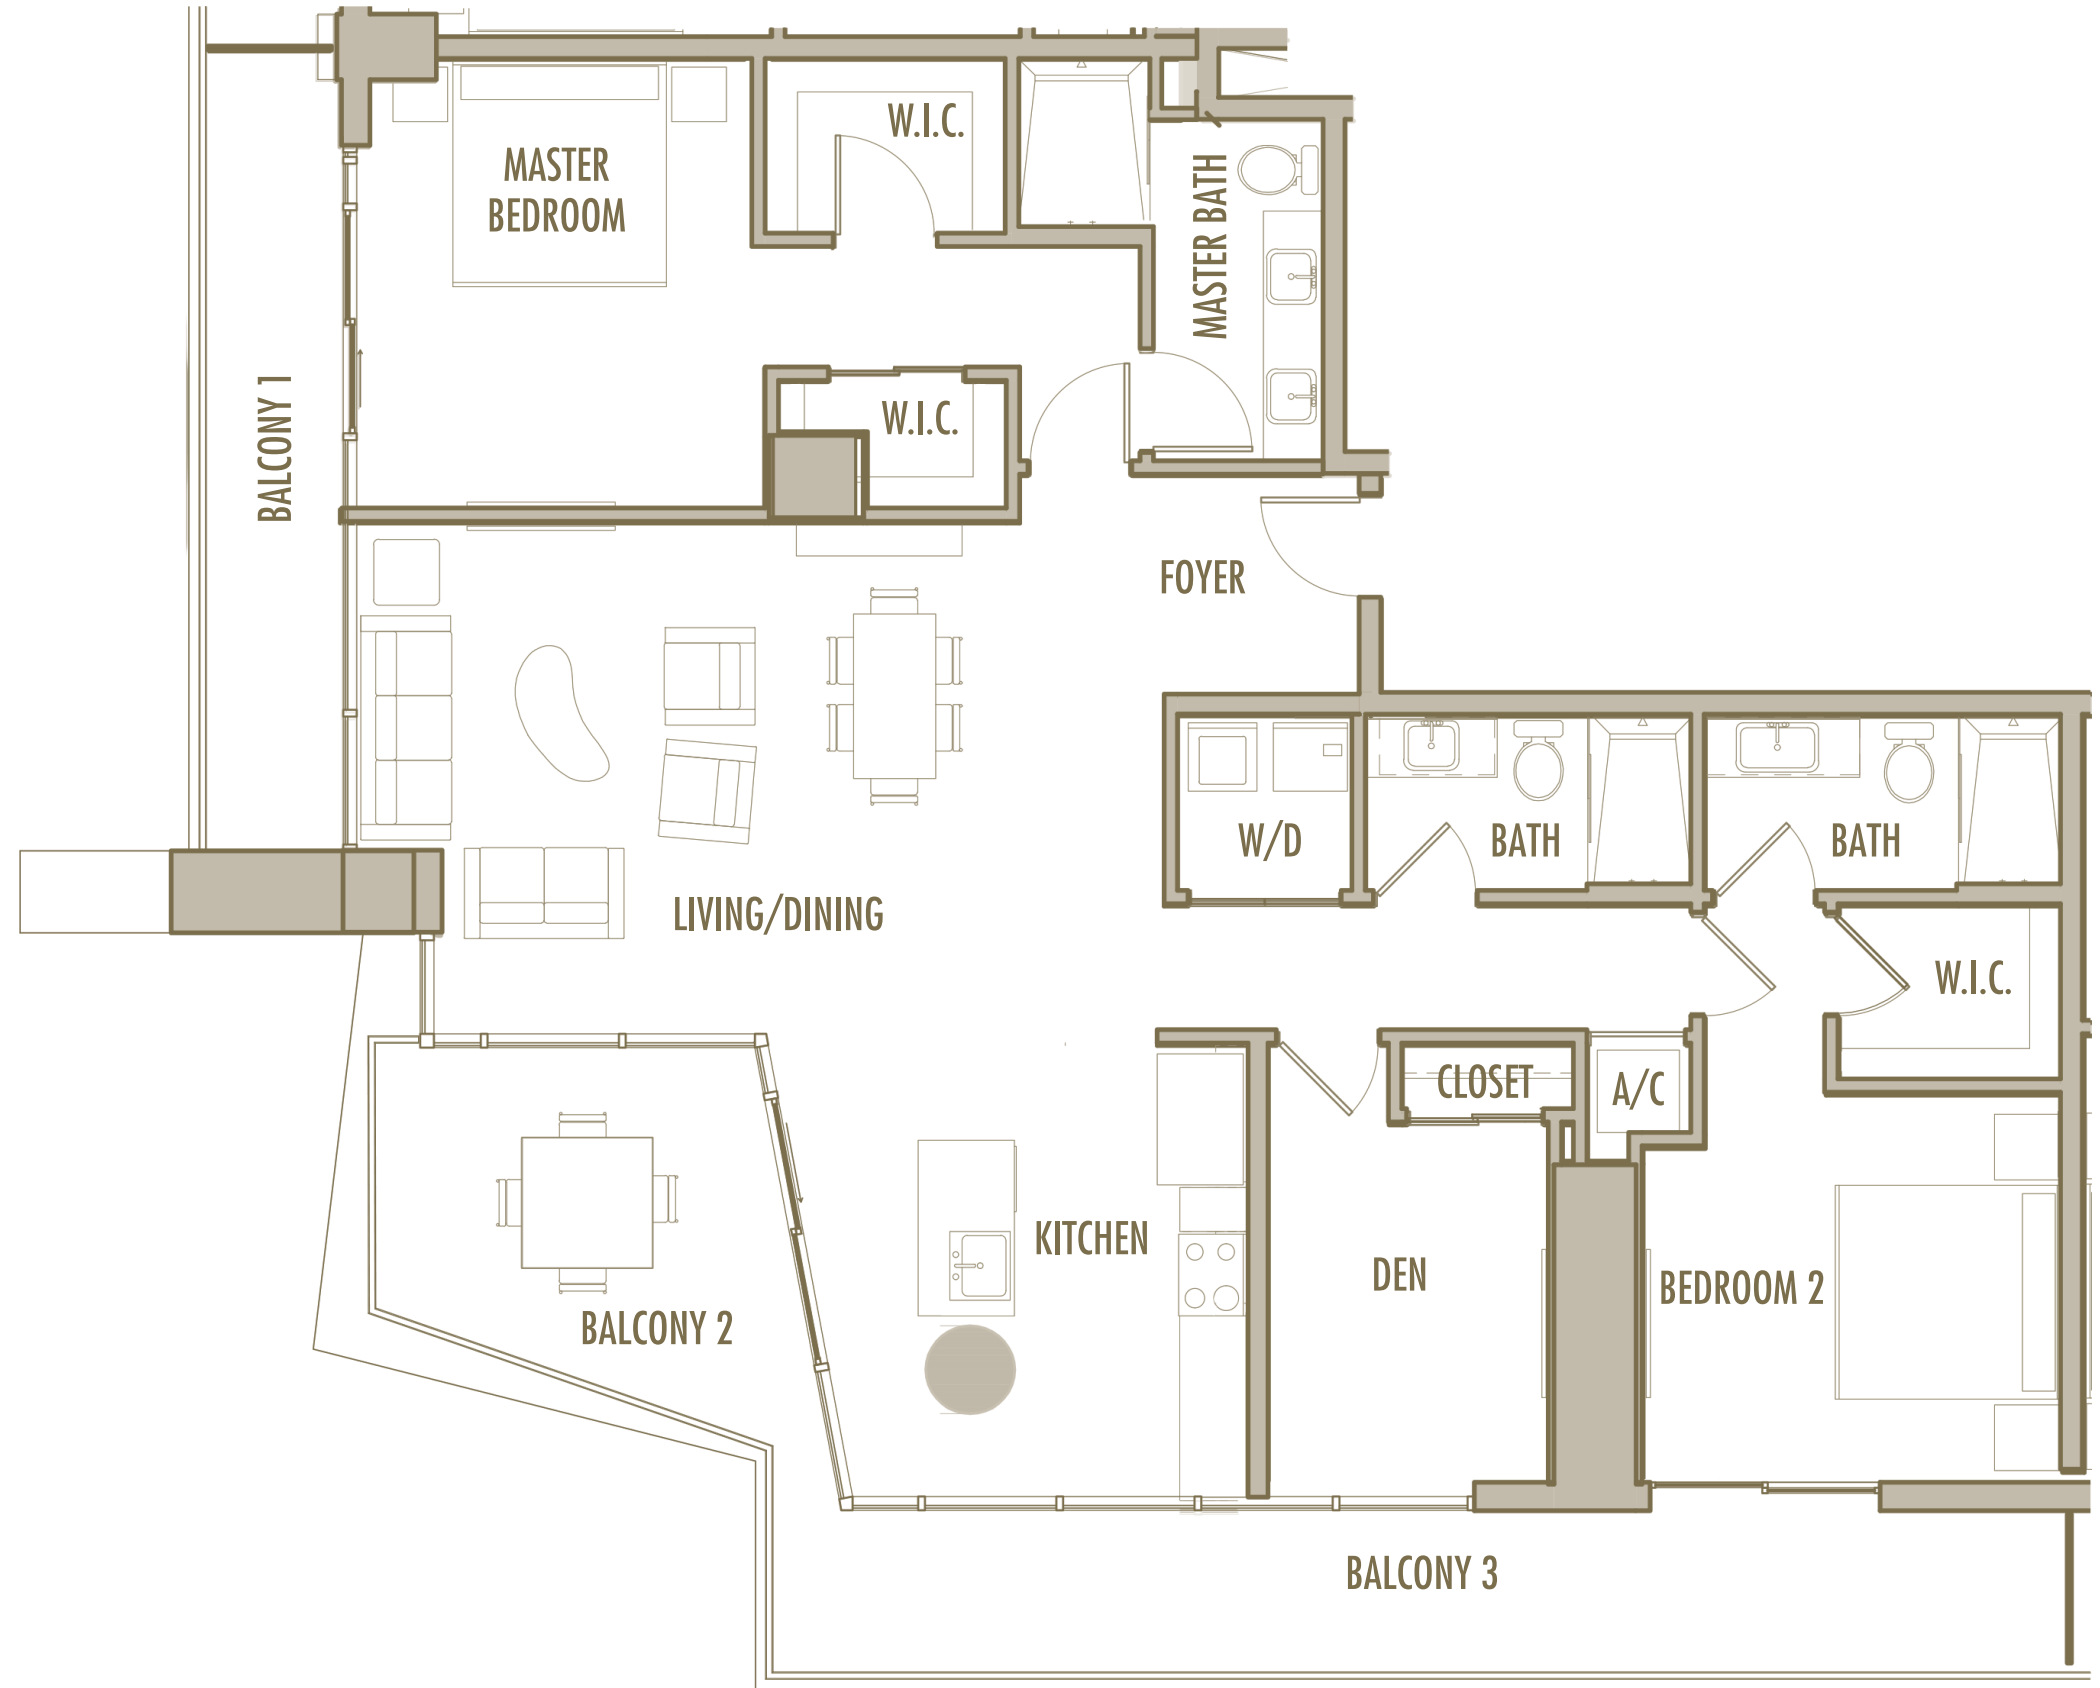 W.I.C.
MASTER
BEDROOM
MASTER BATH
BALCONY 1
W.I.C.
FOYER
W/D
BATH
BATH
LIVING/DINING
W.I.C.
CLOSET
A/C
KITCHEN
DEN
BEDROOM 2
BALCONY 2
BALCONY 3